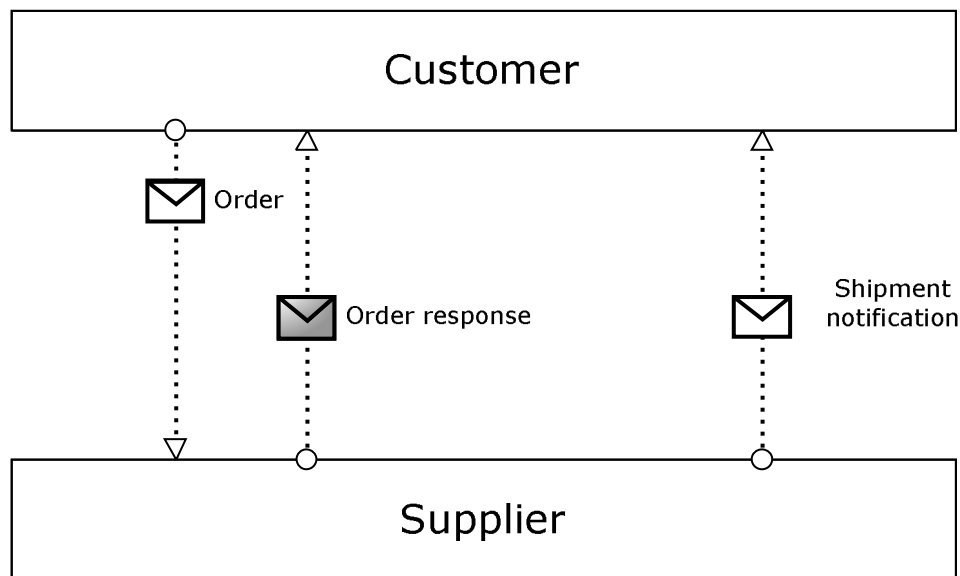 Customer
Order
Order response
Shipment
notification
Supplier